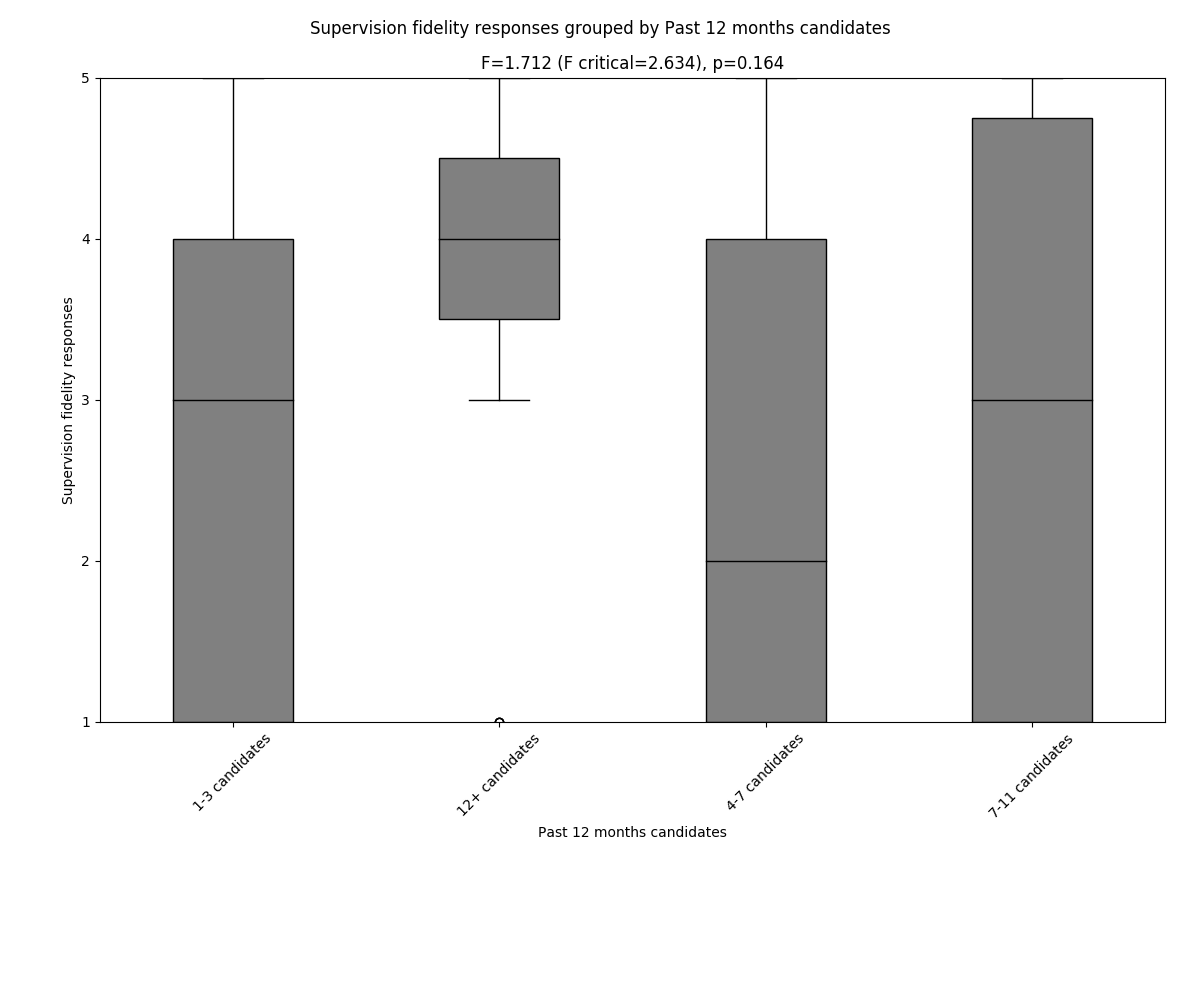 Supervision fidelity responses grouped by Past 12 months candidates
F=1.712 (F critical=2.634), p=0.164
5
4
3
2
1
Supervision fidelity responses
1-3 candidates
12+ candidates
4-7 candidates
7-11 candidates
Past 12 months candidates